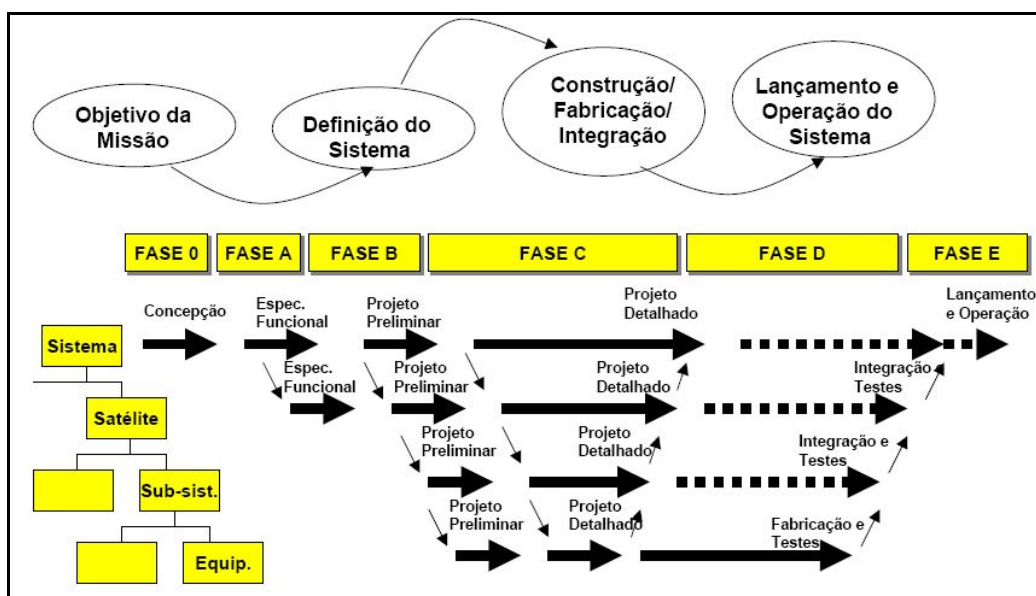 Objetivo da
Missão
Definição do
Sistema
Construção/
Fabricação/
Integração
Lançamento e
Operação do
Sistema
FASE 0
FASE A
FASE B
FASE C
FASE D
FASE E
Concepção
Espec.
Funcional
Projeto
Preliminar
Projeto
Detalhado
Lançamento
e Operação
Sistema
Espec.
Funcional
Projeto
Preliminar
Projeto
Detalhado
Integração e
Testes
Satélite
Projeto
Preliminar
Projeto
Detalhado
Integração e
Testes
Sub-sist.
Projeto
Preliminar
Projeto
Detalhado
Fabricação e
Testes
Equip.